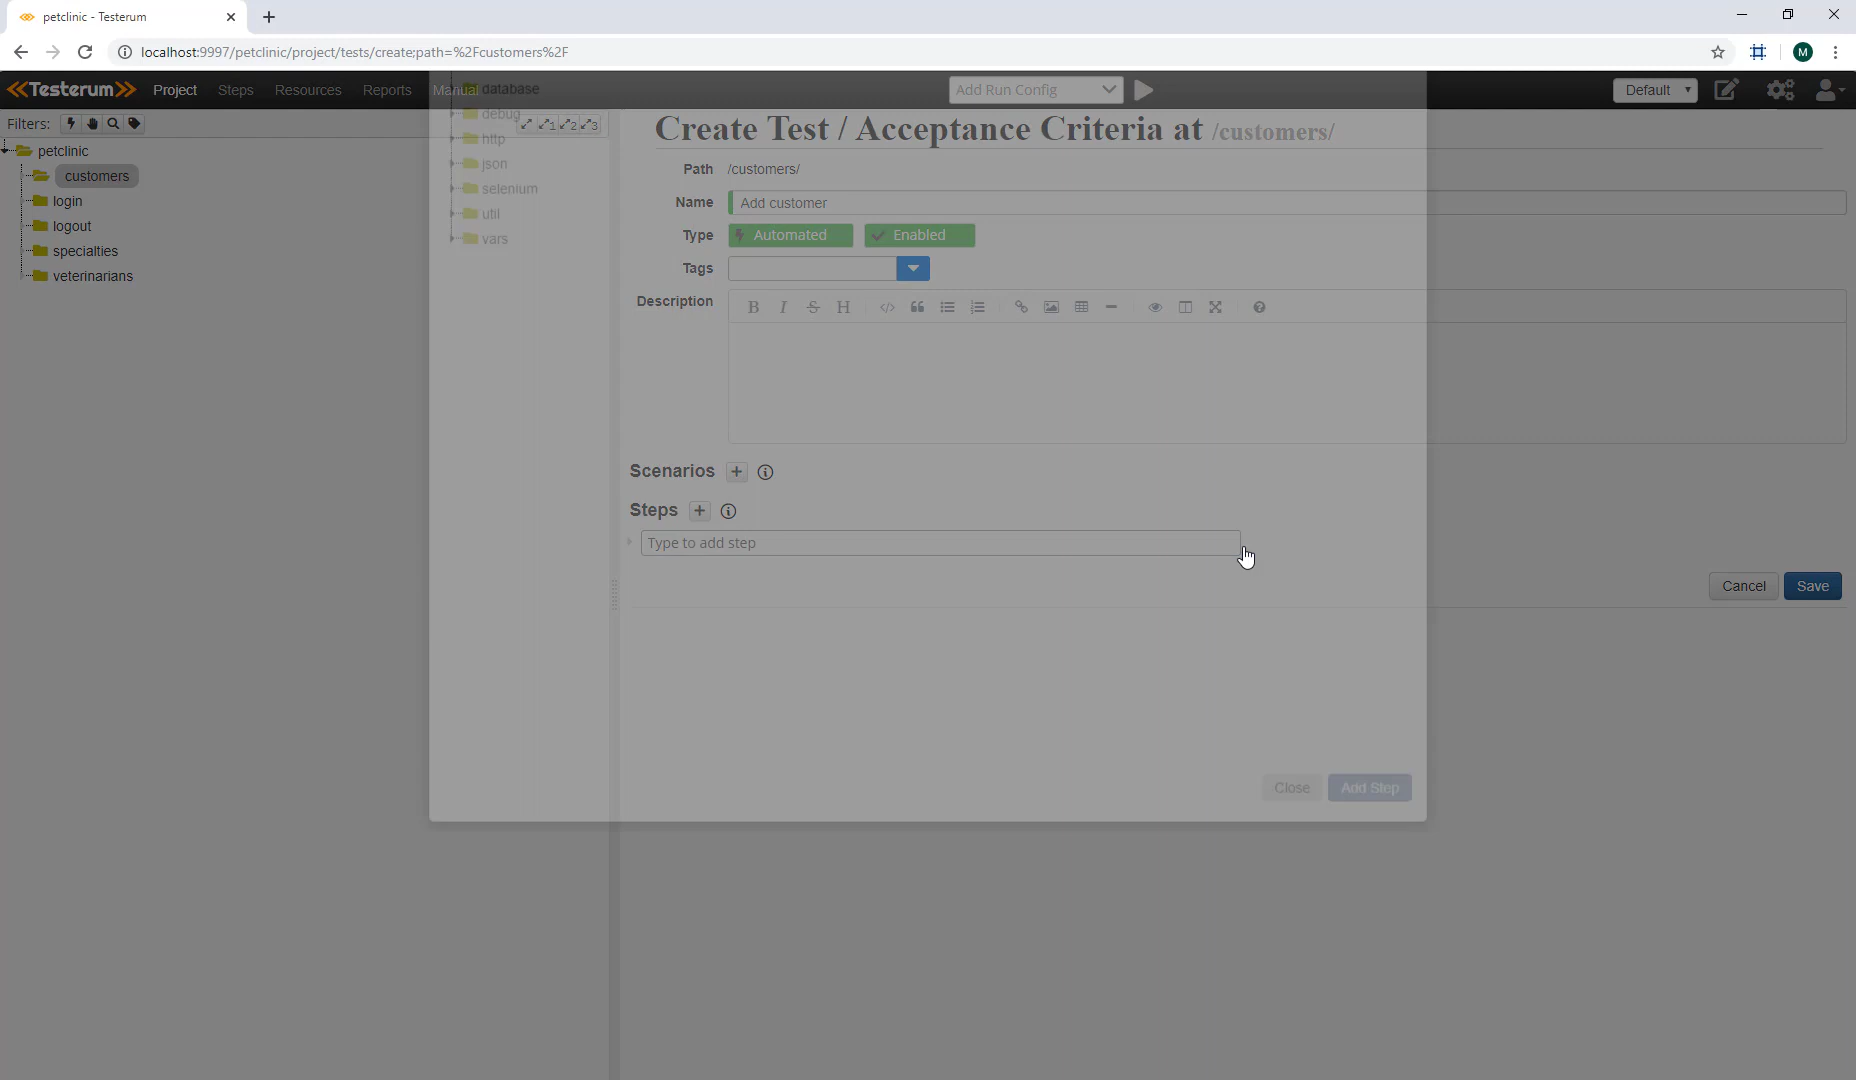 petclinic - Testerum
localhost:9997/petclinic/project/tests/create;path=%2Fcustomers%2F
M
Testerum
Project
Steps
Resources
Reports
Manual
Add Run Config
Default
Filters:
petclinic
customers
login
logout
specialties
veterinarians
1
2
3
database
debug
http
json
selenium
util
vars
Create Test / Acceptance Criteria at /customers/
Path /customers/
Name Add customer
Type Automated Enabled
Tags
Description
B I S H
Scenarios
Steps
Type to add step
Cancel Save
Close Add Step